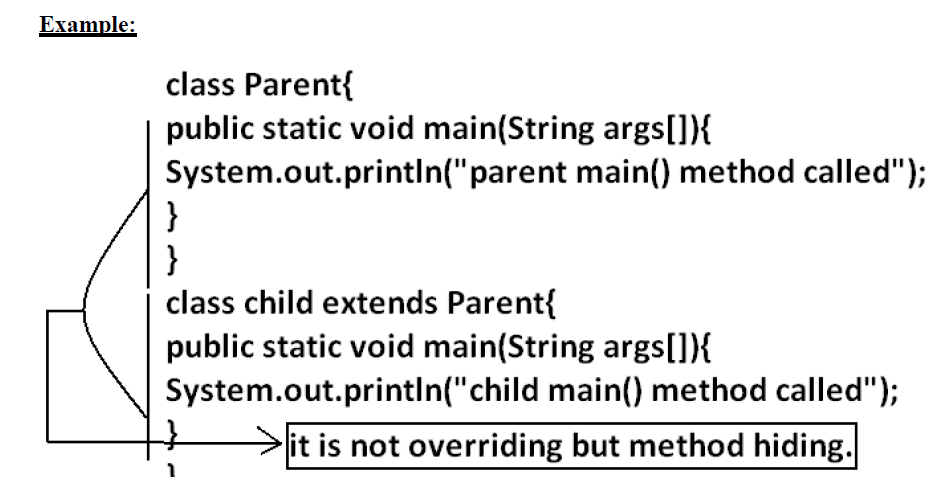 Example:
class Parent{
public static void main(String args[]){
System.out.println("parent main() method called");
}
}
class child extends Parent{
public static void main(String args[]){
System.out.println("child main() method called");
}
it is not overriding but method hiding.
}